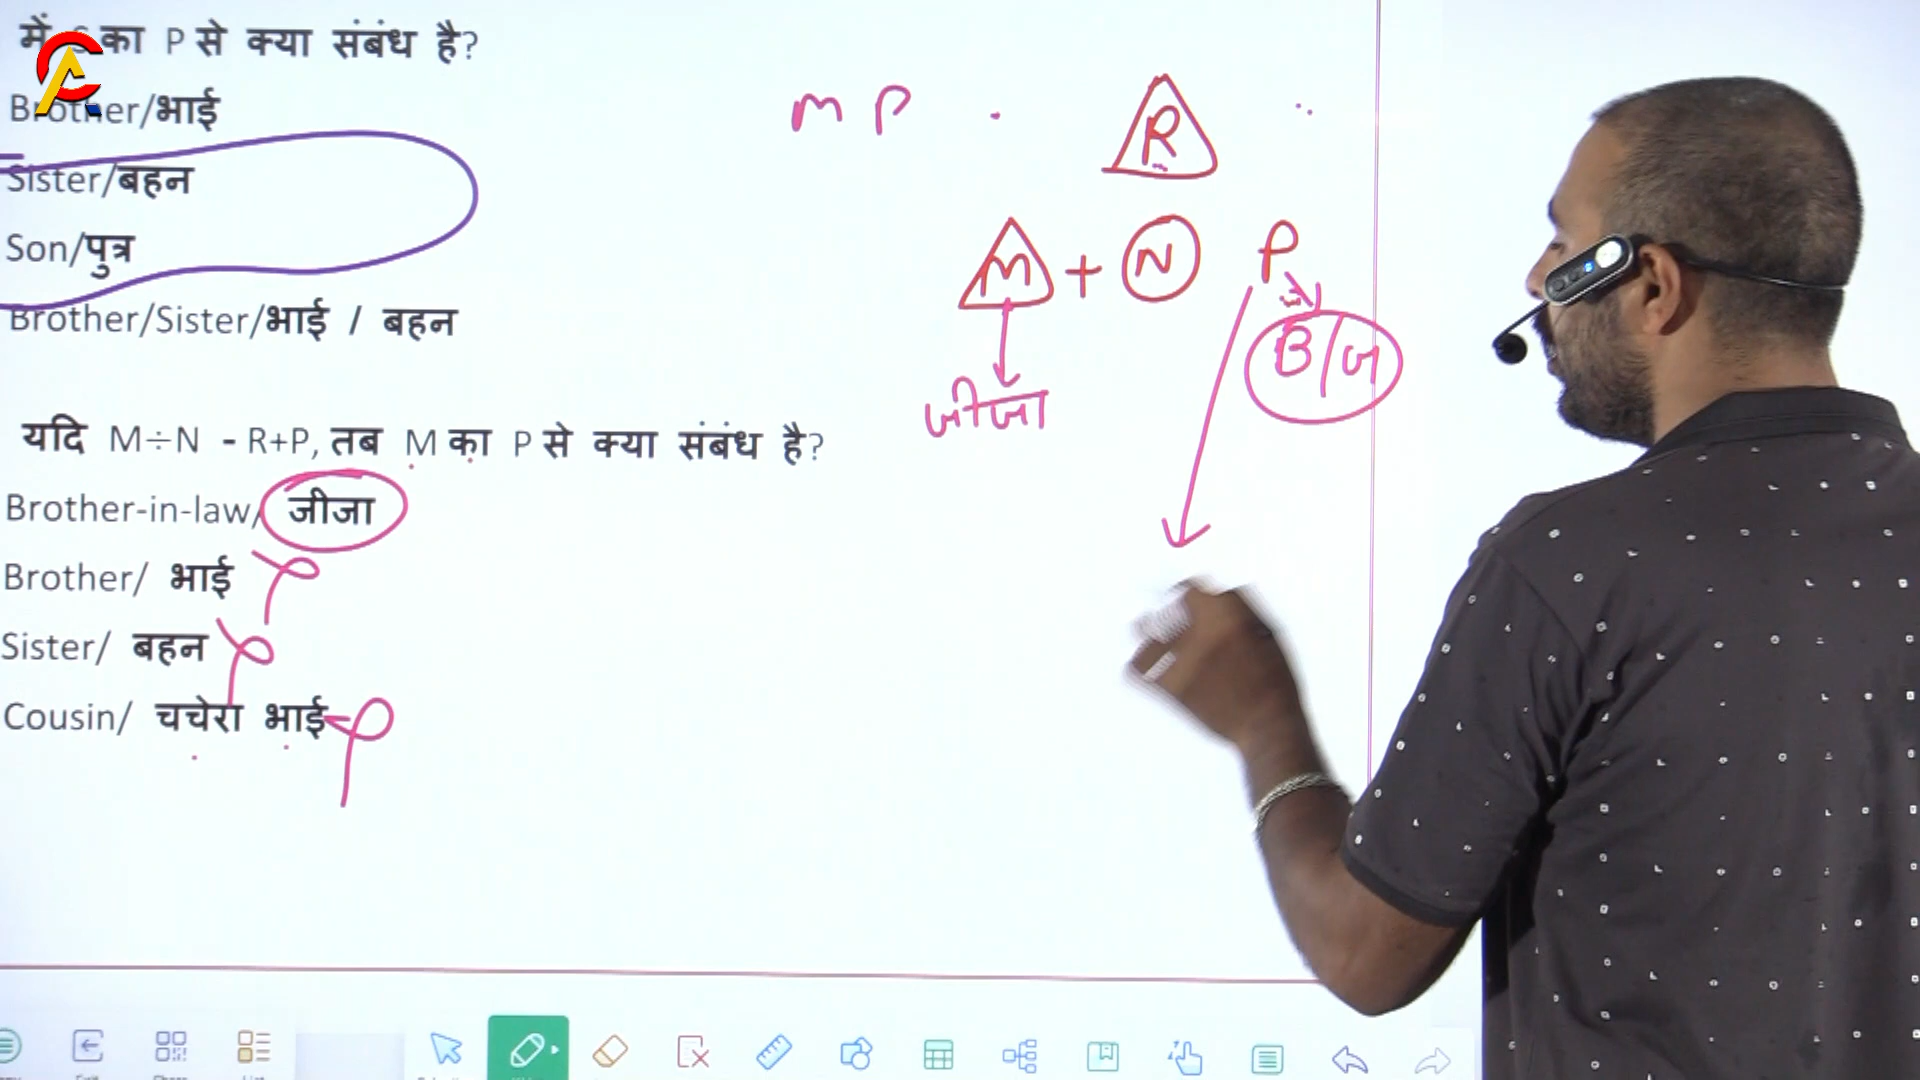 में का P से क्या संबंध है?
Brother/भाई
Sister/बहन
Son/पुत्र
Brother/Sister/भाई / बहन
यदि M÷N - R+P, तब M का P से क्या संबंध है?
Brother-in-law/ जीजा
Brother/ भाई
Sister/ बहन
Cousin/ चचेरा भाई
m P
R
M + N P
B/ज
जीजा